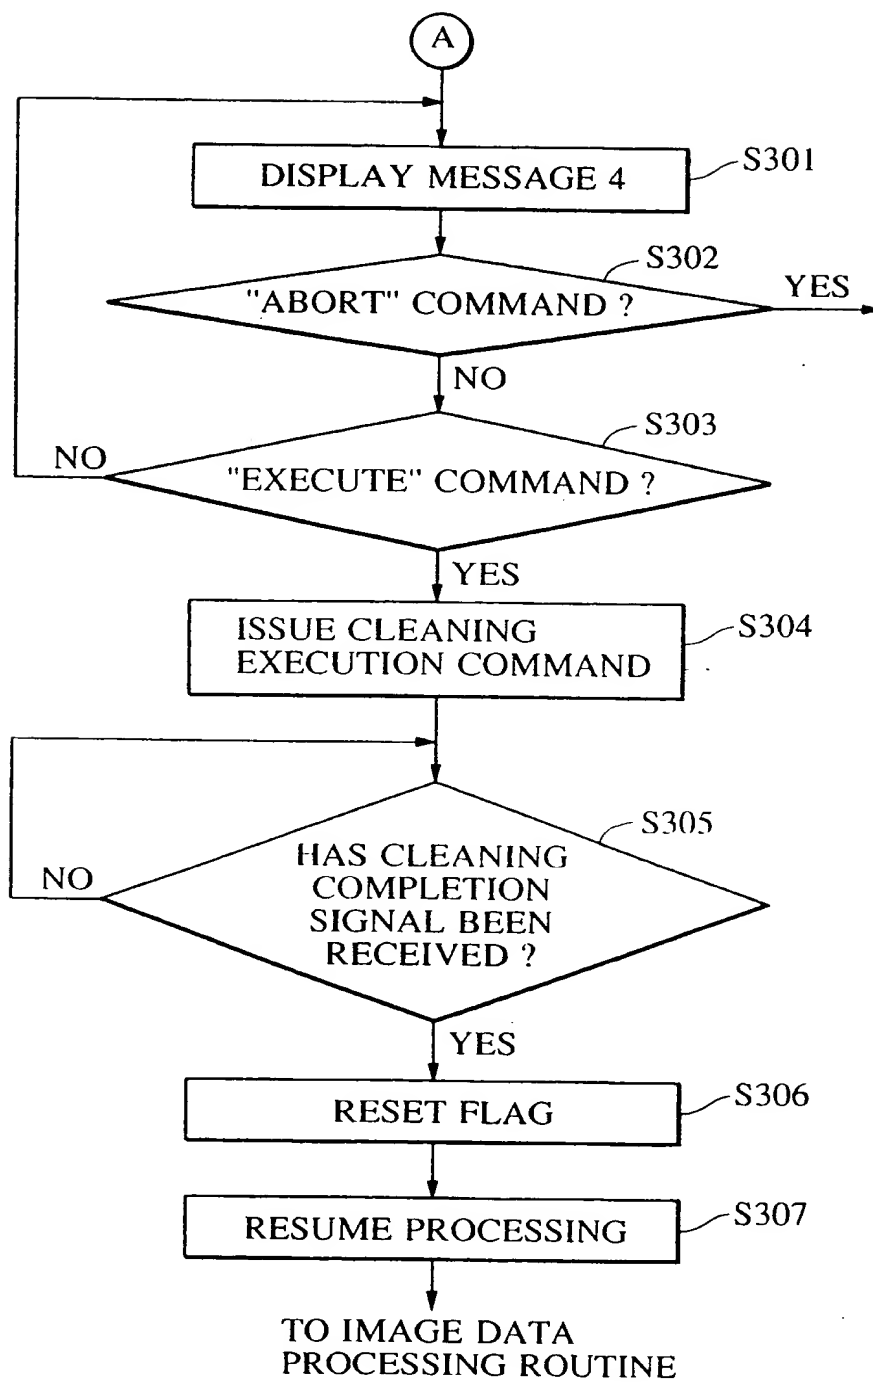 A
DISPLAY MESSAGE 4
S301
"ABORT" COMMAND ?
S302
YES
NO
"EXECUTE" COMMAND ?
S303
NO
YES
ISSUE CLEANING
EXECUTION COMMAND
S304
HAS CLEANING
COMPLETION
SIGNAL BEEN
RECEIVED ?
S305
NO
YES
RESET FLAG
S306
RESUME PROCESSING
S307
TO IMAGE DATA
PROCESSING ROUTINE